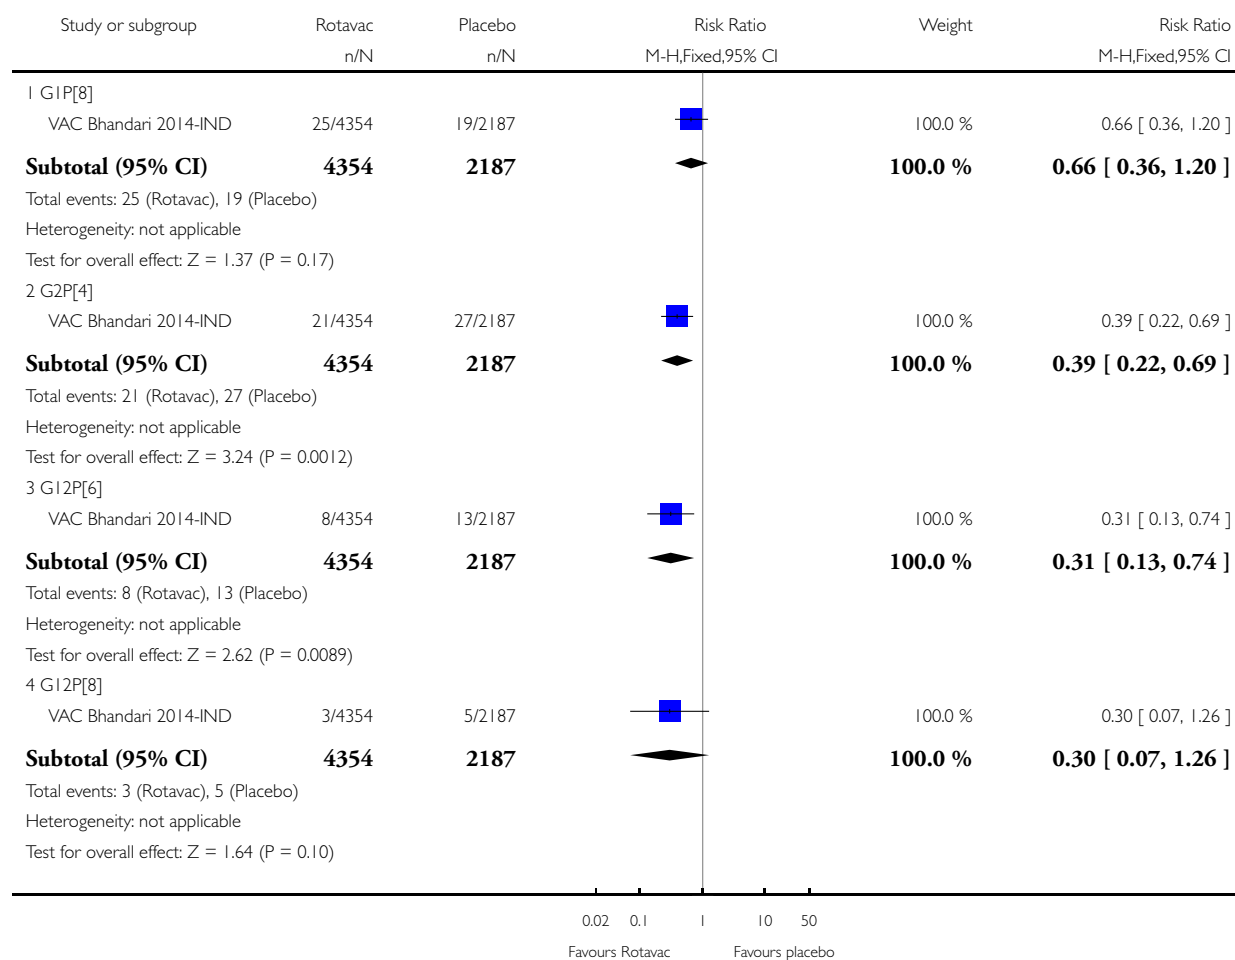 Study or subgroup Rotavac Placebo Risk Ratio Weight Risk Ratio
n/N n/N M-H,Fixed,95% CI M-H,Fixed,95% CI
1 G1P[8]
VAC Bhandari 2014-IND 25/4354 19/2187 100.0 % 0.66 [ 0.36, 1.20 ]
Subtotal (95% CI) 4354 2187 100.0 % 0.66 [ 0.36, 1.20 ]
Total events: 25 (Rotavac), 19 (Placebo)
Heterogeneity: not applicable
Test for overall effect: Z = 1.37 (P = 0.17)
2 G2P[4]
VAC Bhandari 2014-IND 21/4354 27/2187 100.0 % 0.39 [ 0.22, 0.69 ]
Subtotal (95% CI) 4354 2187 100.0 % 0.39 [ 0.22, 0.69 ]
Total events: 21 (Rotavac), 27 (Placebo)
Heterogeneity: not applicable
Test for overall effect: Z = 3.24 (P = 0.0012)
3 G12P[6]
VAC Bhandari 2014-IND 8/4354 13/2187 100.0 % 0.31 [ 0.13, 0.74 ]
Subtotal (95% CI) 4354 2187 100.0 % 0.31 [ 0.13, 0.74 ]
Total events: 8 (Rotavac), 13 (Placebo)
Heterogeneity: not applicable
Test for overall effect: Z = 2.62 (P = 0.0089)
4 G12P[8]
VAC Bhandari 2014-IND 3/4354 5/2187 100.0 % 0.30 [ 0.07, 1.26 ]
Subtotal (95% CI) 4354 2187 100.0 % 0.30 [ 0.07, 1.26 ]
Total events: 3 (Rotavac), 5 (Placebo)
Heterogeneity: not applicable
Test for overall effect: Z = 1.64 (P = 0.10)
0.02 0.1 1 10 50
Favours Rotavac Favours placebo